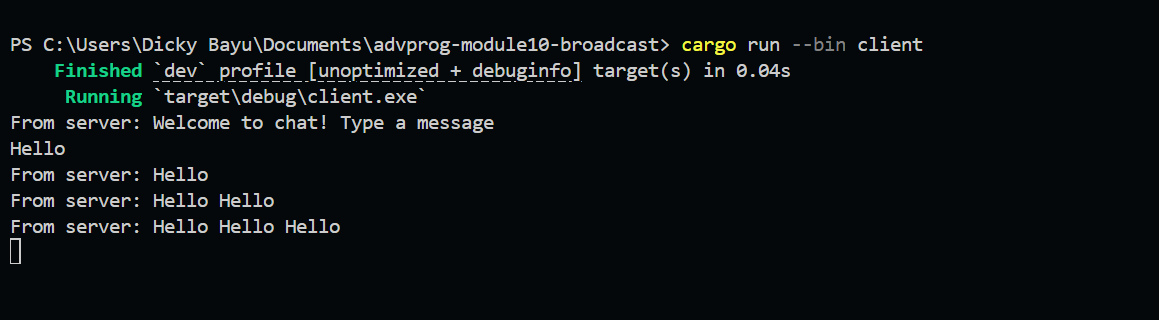 PS C:\Users\Dicky Bayu\Documents\advprog-module10-broadcast> cargo run --bin client
Finished `dev` profile [unoptimized + debuginfo] target(s) in 0.04s
Running `target\debug\client.exe`
From server: Welcome to chat! Type a message
Hello
From server: Hello
From server: Hello Hello
From server: Hello Hello Hello